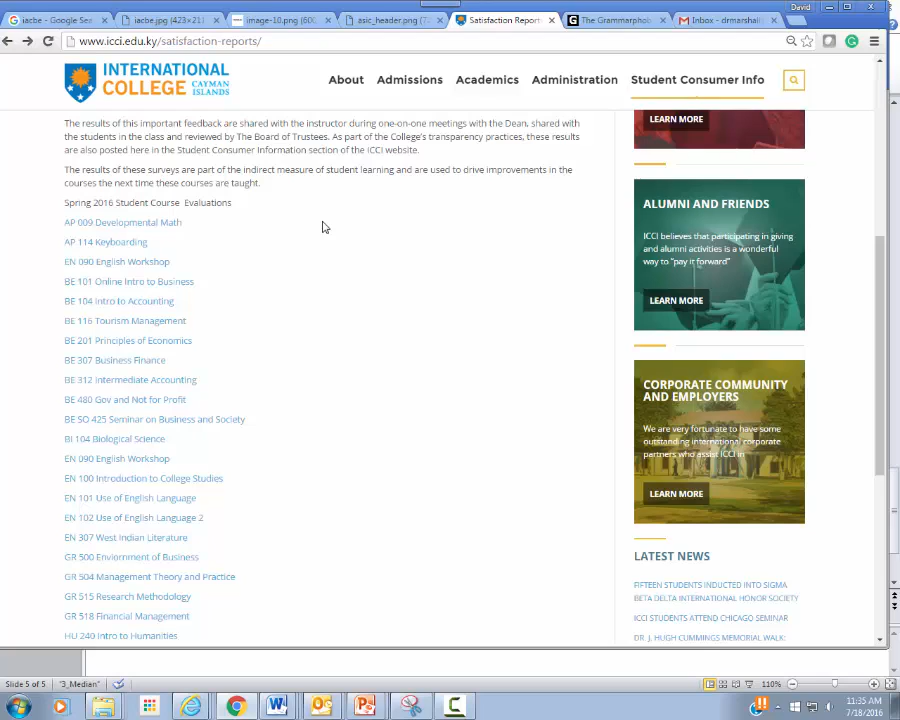 David
iacbe - Google Sea
iacbe.jpg (423×21)
image-10.png (600
asic_header.png (7
Satisfaction Report
The Grammarphob
Inbox - drmarshall
www.icci.edu.ky/satisfaction-reports/
INTERNATIONAL
COLLEGE CAYMAN ISLANDS
About Admissions Academics Administration Student Consumer Info
The results of this important feedback are shared with the instructor during one-on-one meetings with the Dean, shared with
the students in the class and reviewed by The Board of Trustees. As part of the College's transparency practices, these results
are also posted here in the Student Consumer Information section of the ICCI website.
The results of these surveys are part of the indirect measure of student learning and are used to drive improvements in the
courses the next time these courses are taught.
Spring 2016 Student Course Evaluations
AP 009 Developmental Math
AP 114 Keyboarding
EN 090 English Workshop
BE 101 Online Intro to Business
BE 104 Intro to Accounting
BE 116 Tourism Management
BE 201 Principles of Economics
BE 307 Business Finance
BE 312 Intermediate Accounting
BE 480 Gov and Not for Profit
BE SO 425 Seminar on Business and Society
BI 104 Biological Science
EN 090 English Workshop
EN 100 Introduction to College Studies
EN 101 Use of English Language
EN 102 Use of English Language 2
EN 307 West Indian Literature
GR 500 Enviornment of Business
GR 504 Management Theory and Practice
GR 515 Research Methodology
GR 518 Financial Management
HU 240 Intro to Humanities
LEARN MORE
ALUMNI AND FRIENDS
ICCI believes that participating in giving
and alumni activities is a wonderful
way to "pay it forward"
LEARN MORE
CORPORATE COMMUNITY
AND EMPLOYERS
We are very fortunate to have some
outstanding international corporate
partners who assist ICCI in
LEARN MORE
LATEST NEWS
FIFTEEN STUDENTS INDUCTED INTO SIGMA
BETA DELTA INTERNATIONAL HONOR SOCIETY
ICCI STUDENTS ATTEND CHICAGO SEMINAR
DR. J. HUGH CUMMINGS MEMORIAL WALK:
Slide 5 of 5 "3_Median" 110%
11:35 AM
7/18/2016